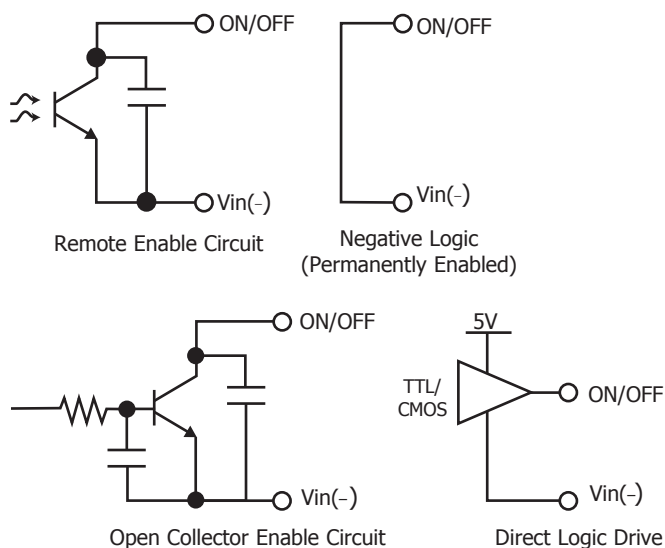 ON/OFF
Vin(–)
Remote Enable Circuit
ON/OFF
Vin(–)
Negative Logic
(Permanently Enabled)
ON/OFF
Vin(–)
Open Collector Enable Circuit
5V
TTL/
CMOS
ON/OFF
Vin(–)
Direct Logic Drive